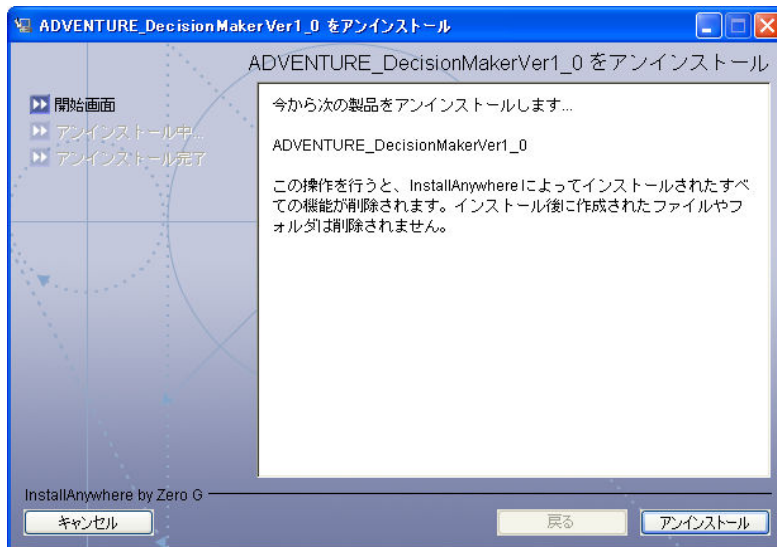 ADVENTURE_DecisionMakerVer1_0 をアンインストール
ADVENTURE_DecisionMakerVer1_0 をアンインストール
開始画面
アンインストール中...
アンインストール完了
今から次の製品をアンインストールします...
ADVENTURE_DecisionMakerVer1_0
この操作を行うと、InstallAnywhereによってインストールされたすべ
ての機能が削除されます。インストール後に作成されたファイルやフ
ォルダは削除されません。
InstallAnywhere by Zero G
キャンセル
戻る
アンインストール